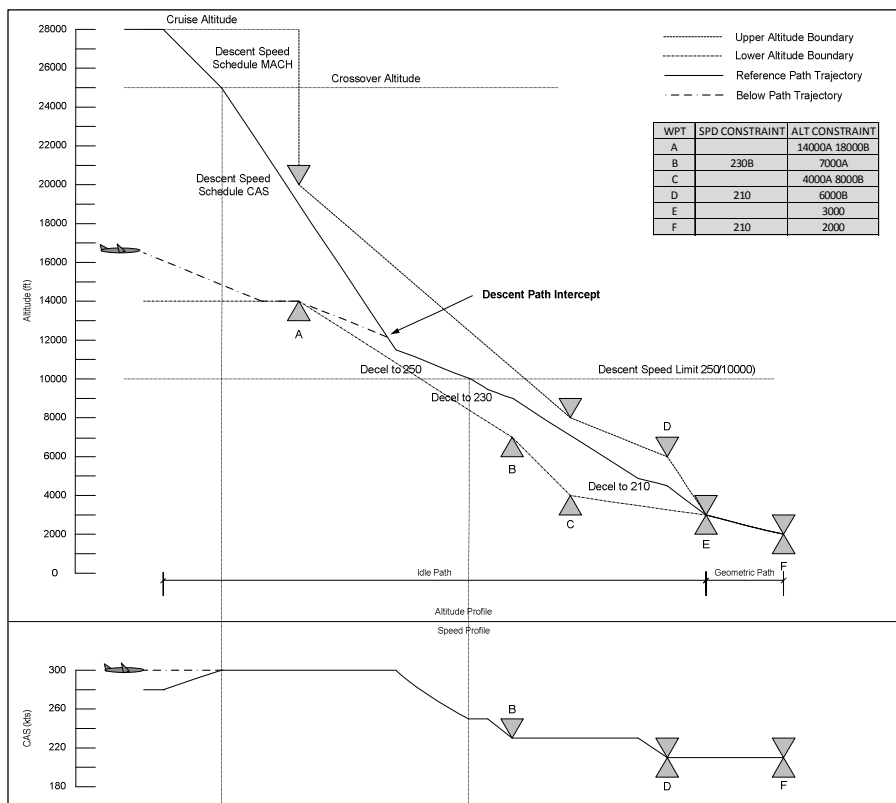 Cruise Altitude
28000
Descent Speed
Schedule MACH
26000
Crossover Altitude
24000
22000
20000
Descent Speed
Schedule CAS
18000
16000
Altitude (ft)
14000
A
12000
Descent Path Intercept
Decel to 250
10000
Descent Speed Limit 250/10000)
Decel to 230
8000
D
6000
B
Decel to 210
4000
C
E
2000
F
0
Idle Path
Geometric Path
Upper Altitude Boundary
Lower Altitude Boundary
Reference Path Trajectory
Below Path Trajectory
WPT SPD CONSTRAINT ALT CONSTRAINT
A 14000A 18000B
B 230B 7000A
C 4000A 8000B
D 210 6000B
E 3000
F 210 2000
Altitude Profile
Speed Profile
300
260
CAS (kts)
220
180
B
D
F